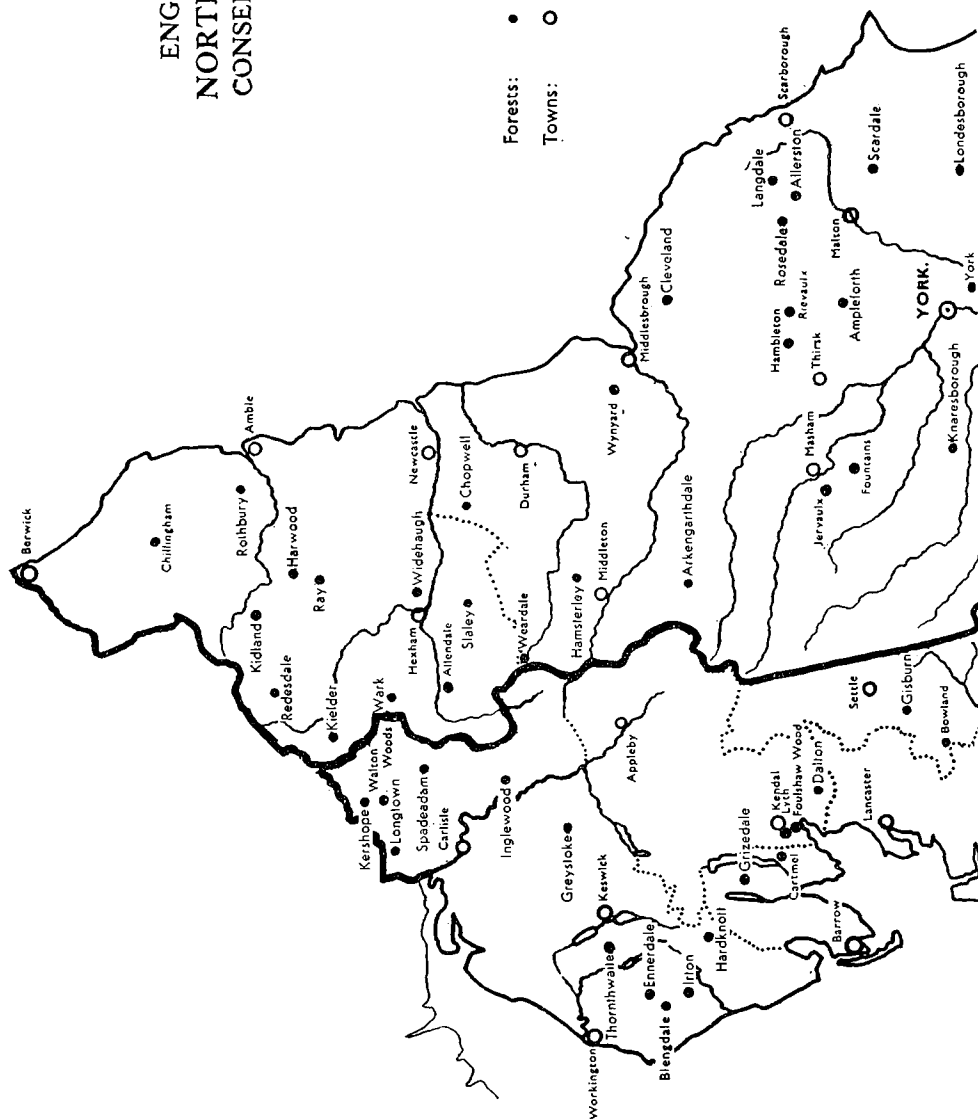 ENG
NORT
CONSE
Forests:
Towns:
Berwick
Chillingham
Rothbury
Amble
Kidland
Harwood
Ray
Redesdale
Kielder
Wark
Hexham
Widehaugh
Newcastle
Allendale
Slaley
Chopwell
Weardale
Durham
Hamsterley
Middleton
Wynyard
Middlesbrough
Cleveland
Arkengarthdale
Kershope
Walton
Woods
Longtown
Spadeadam
Carlisle
Inglewood
Greystoke
Keswick
Appleby
Workington
Thornthwaite
Ennerdale
Blengdale
Irton
Hardknott
Grizedale
Kendal
Lyth
Foulshaw Wood
Dalton
Cartmel
Barrow
Lancaster
Settle
Gisburn
Bowland
Masham
Jervaulx
Fountains
Knaresborough
Thirsk
Hambleton
Rievaulx
Ampleforth
Rosedale
Langdale
Allerston
Scarborough
Malton
Scardale
YORK.
York
Londesborough